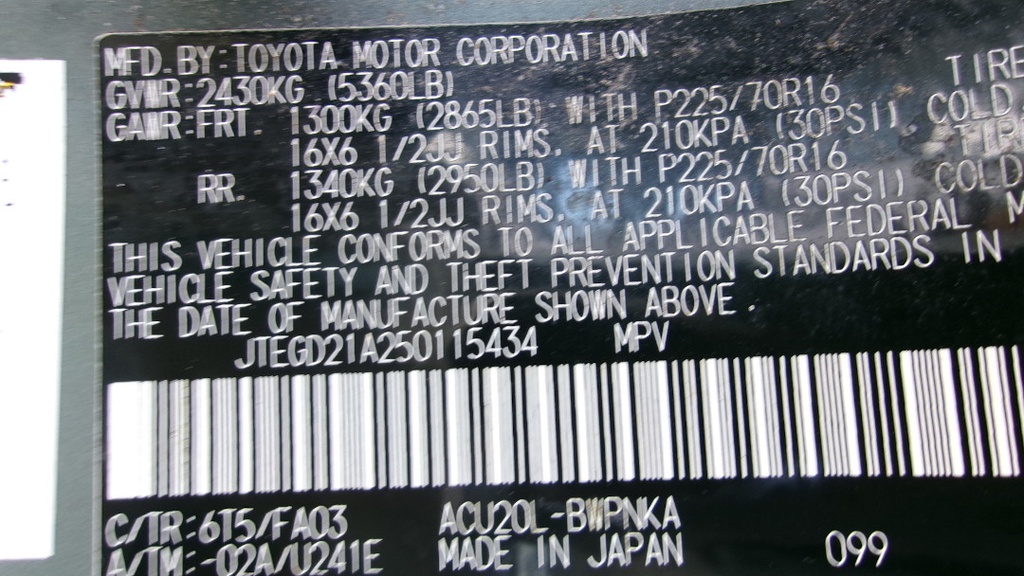 MFD. BY: TOYOTA MOTOR CORPORATION
GVWR: 2430KG (5360LB)
GAWR: FRT. 1300KG (2865LB) WITH P225/70R16 TIRE
16X6 1/2JJ RIMS, AT 210KPA (30PSI) COLD.
RR. 1340KG (2950LB) WITH P225/70R16
16X6 1/2JJ RIMS, AT 210KPA (30PSI) COLD
THIS VEHICLE CONFORMS TO ALL APPLICABLE FEDERAL M
VEHICLE SAFETY AND THEFT PREVENTION STANDARDS IN
THE DATE OF MANUFACTURE SHOWN ABOVE.
JTEGD21A250115434 MPV
C/TR: 6T5/FA03 ACU20L-BWPNKA
A/TM: -02A/U241E MADE IN JAPAN 099